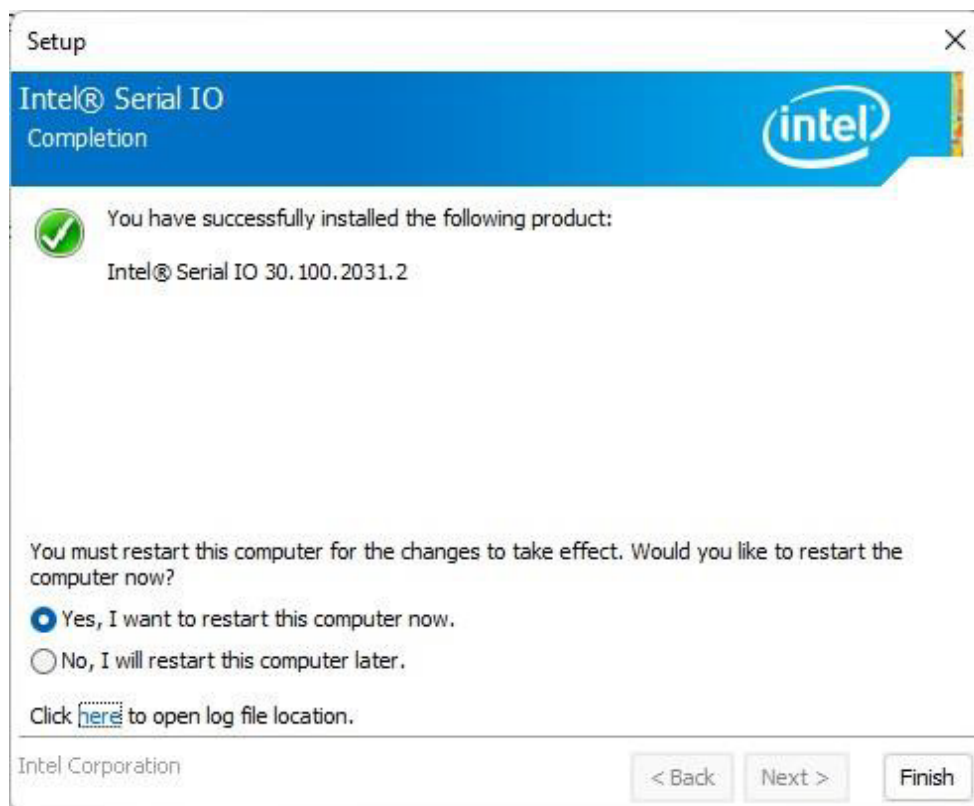 Setup
Intel® Serial IO
Completion
intel
You have successfully installed the following product:
Intel® Serial IO 30.100.2031.2
You must restart this computer for the changes to take effect. Would you like to restart the
computer now?
Yes, I want to restart this computer now.
No, I will restart this computer later.
Click here to open log file location.
Intel Corporation
< Back
Next >
Finish